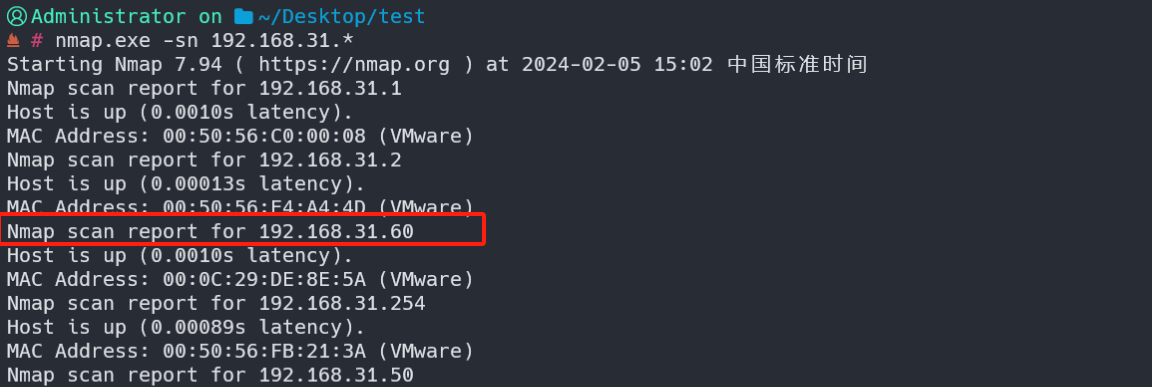 Administrator on ~/Desktop/test
# nmap.exe -sn 192.168.31.*
Starting Nmap 7.94 ( https://nmap.org ) at 2024-02-05 15:02 中国标准时间
Nmap scan report for 192.168.31.1
Host is up (0.0010s latency).
MAC Address: 00:50:56:C0:00:08 (VMware)
Nmap scan report for 192.168.31.2
Host is up (0.00013s latency).
MAC Address: 00:50:56:F4:A4:4D (VMware)
Nmap scan report for 192.168.31.60
Host is up (0.0010s latency).
MAC Address: 00:0C:29:DE:8E:5A (VMware)
Nmap scan report for 192.168.31.254
Host is up (0.00089s latency).
MAC Address: 00:50:56:FB:21:3A (VMware)
Nmap scan report for 192.168.31.50